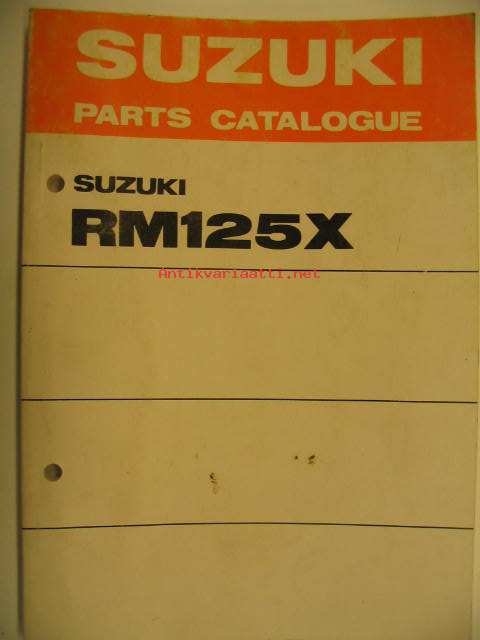 SUZUKI
PARTS CATALOGUE
SUZUKI
RM125X
Antikvariaatti.net